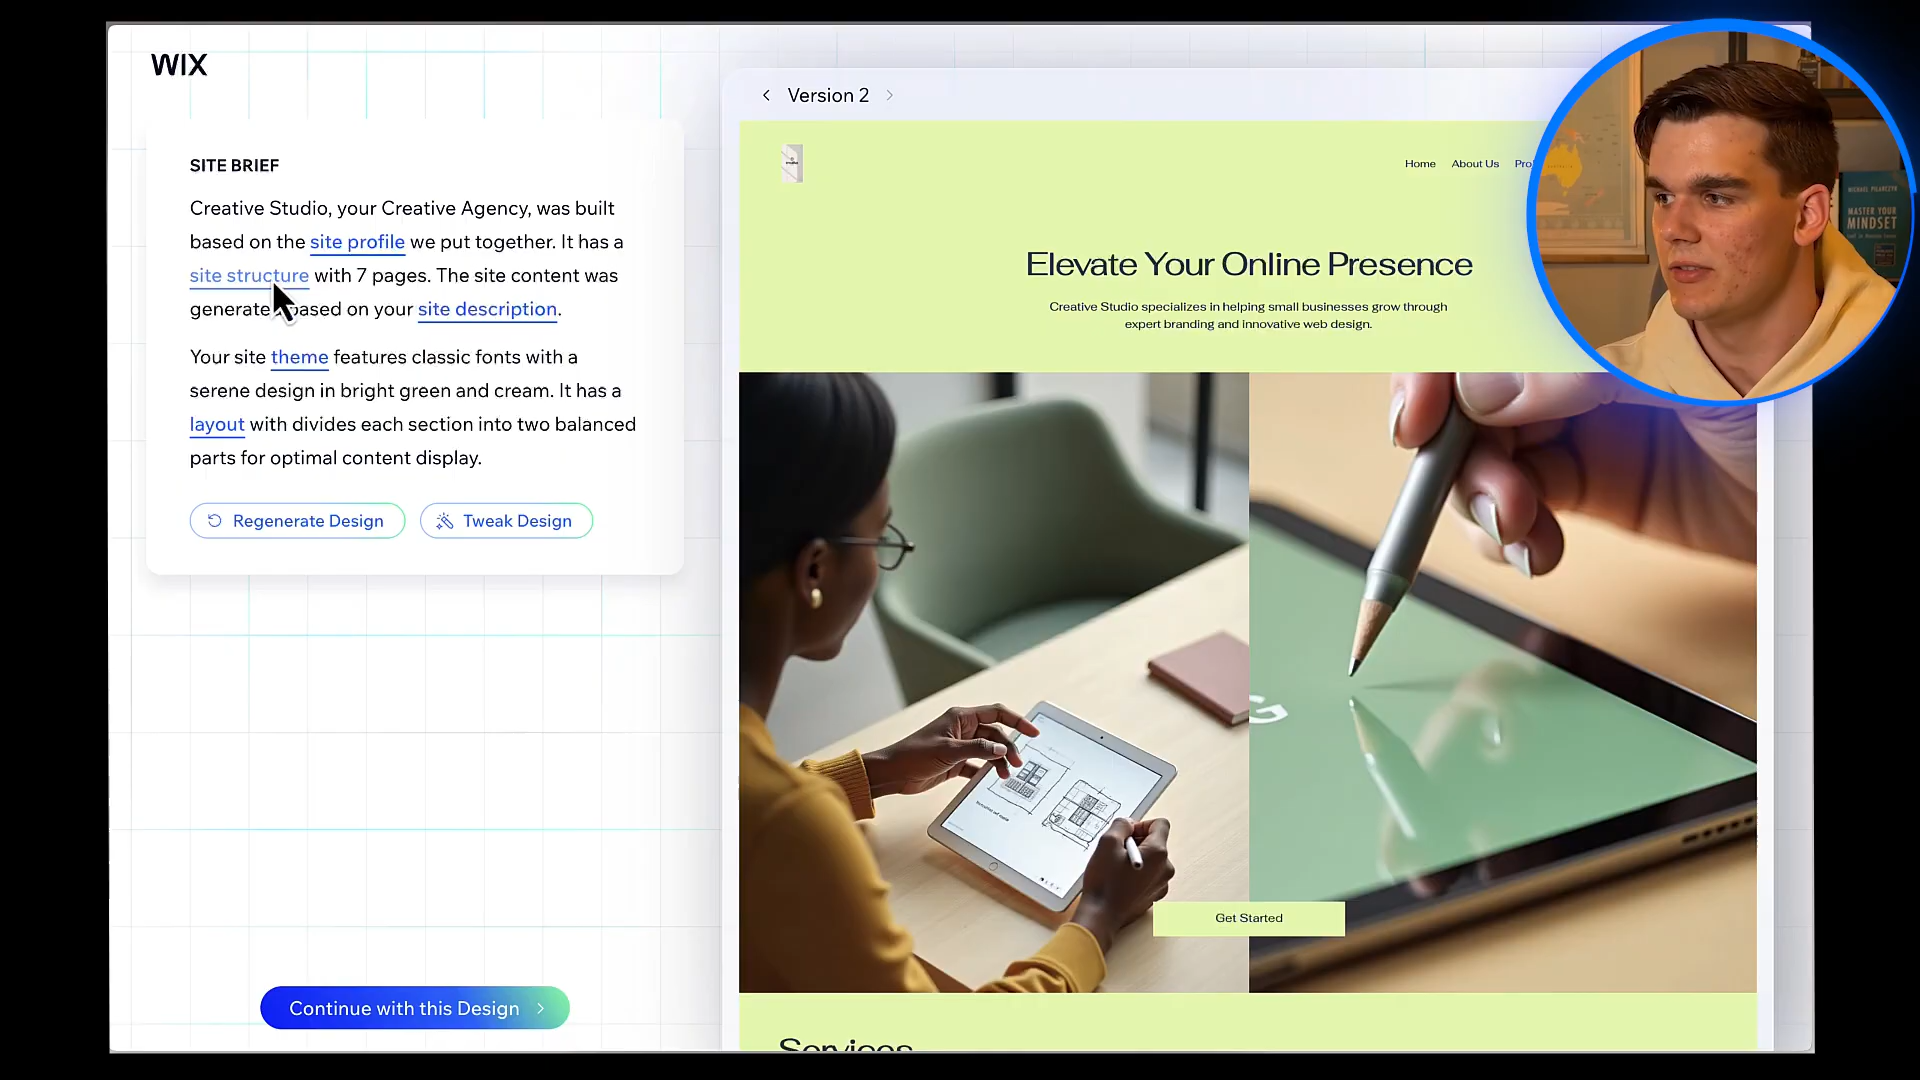 WIX
SITE BRIEF
Creative Studio, your Creative Agency, was built
based on the site profile we put together. It has a
site structure with 7 pages. The site content was
generate based on your site description.
Your site theme features classic fonts with a
serene design in bright green and cream. It has a
layout with divides each section into two balanced
parts for optimal content display.
Regenerate Design
Tweak Design
Continue with this Design
Version 2
Home About Us
Elevate Your Online Presence
Creative Studio specializes in helping small businesses grow through
expert branding and innovative web design.
G
Get Started
Services
MICHAEL PILARCZYK
MASTER YOUR
MINDSET